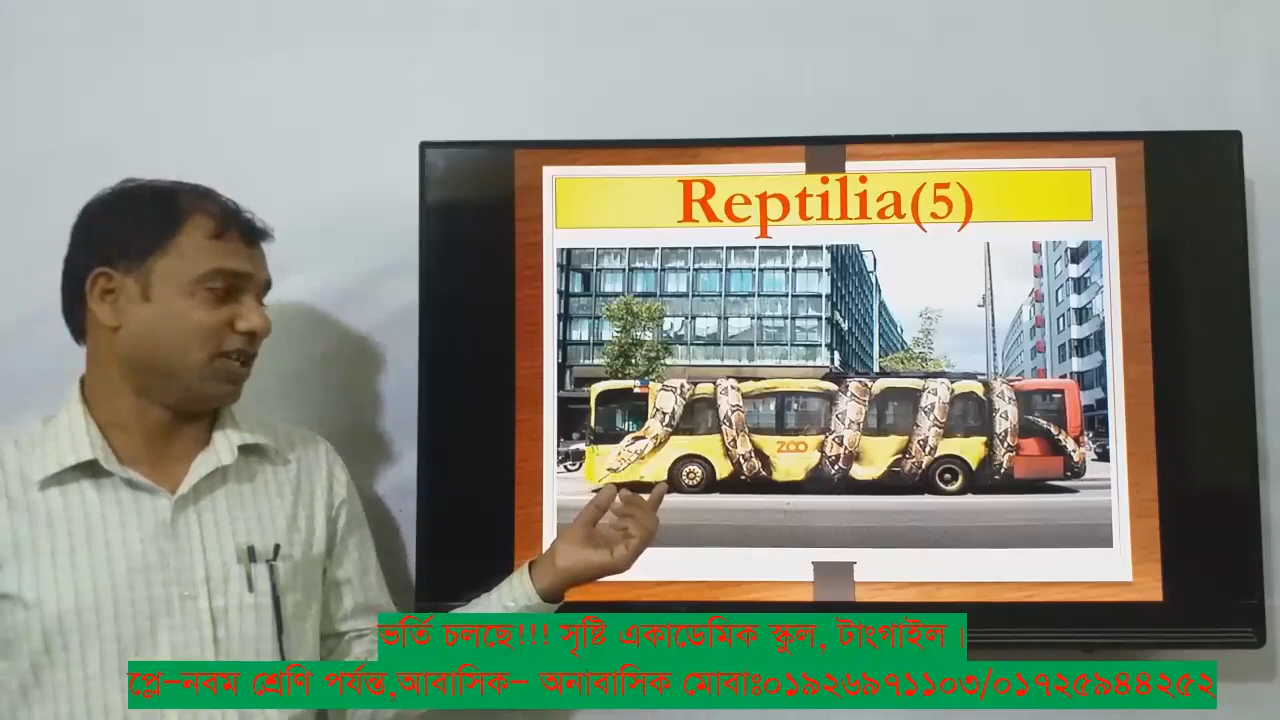 Reptilia(5)
ZOO
ভর্তি চলছে!!! সৃষ্টি একাডেমিক স্কুল, টাংগাইল।
প্লে-নবম শ্রেণি পর্যন্ত,আবাসিক- অনাবাসিক মোবাঃ০১৯২৬৯৭১১০৩/০১৭২৫৯৪৪২৫২